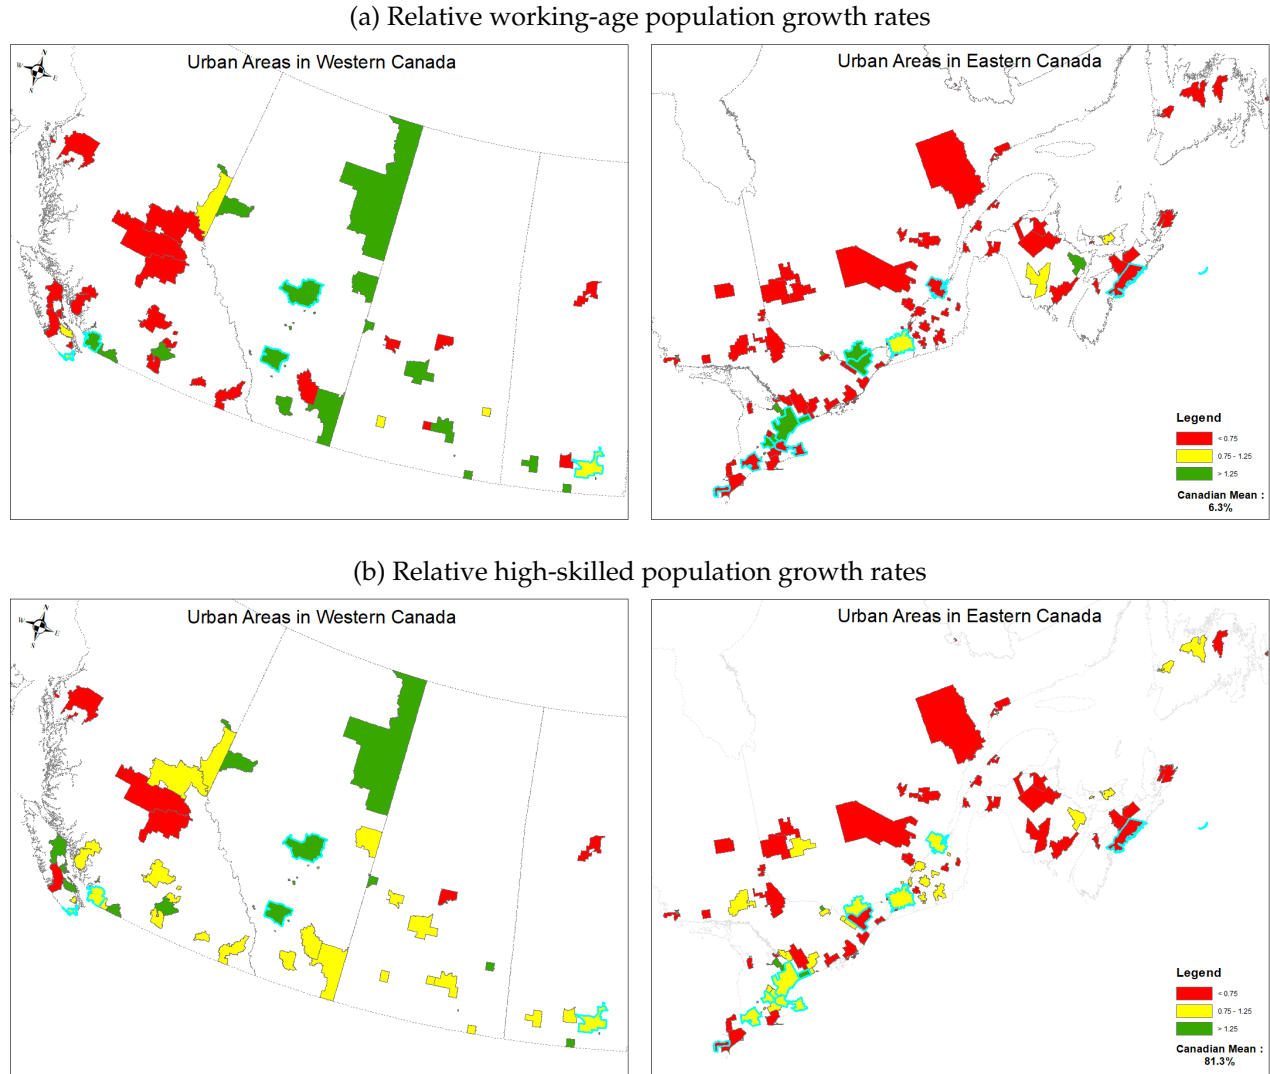 (a) Relative working-age population growth rates
Urban Areas in Western Canada
N
W
E
S
Urban Areas in Eastern Canada
Legend
< 0.75
0.75 - 1.25
> 1.25
Canadian Mean :
6.3%
(b) Relative high-skilled population growth rates
Urban Areas in Western Canada
N
W
E
S
Urban Areas in Eastern Canada
Legend
< 0.75
0.75 - 1.25
> 1.25
Canadian Mean :
81.3%